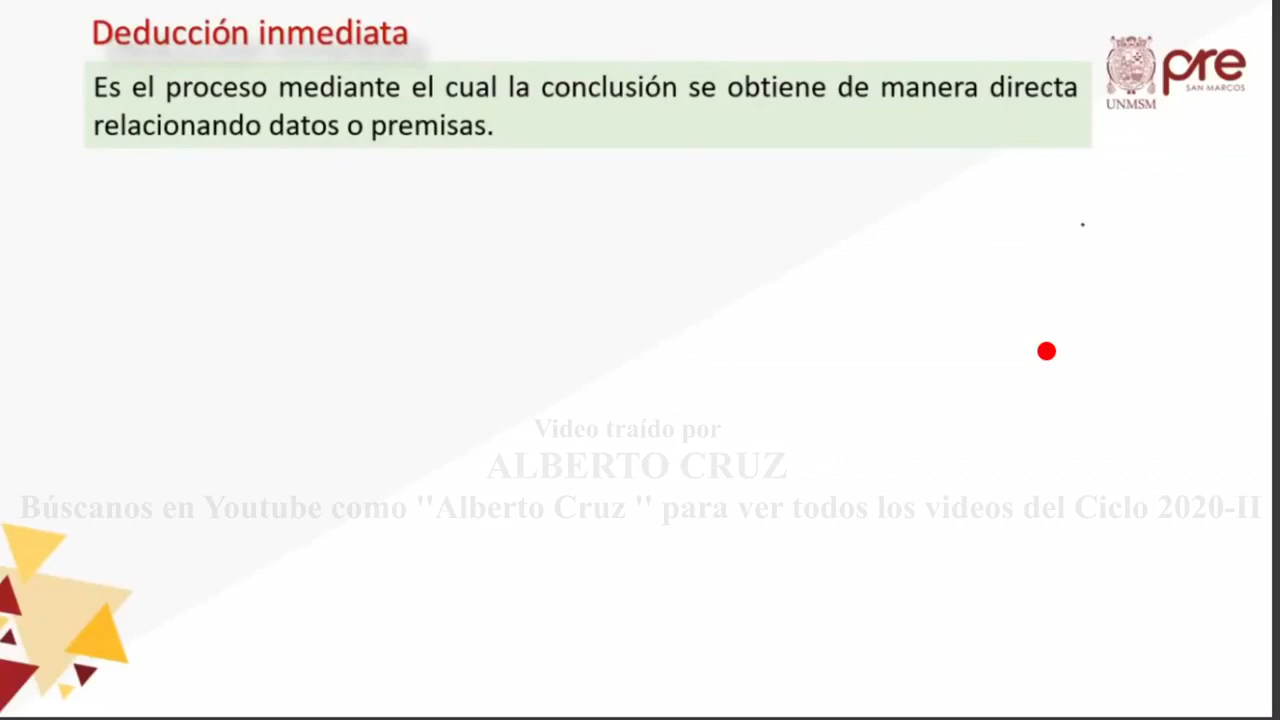 Deducción inmediata
Es el proceso mediante el cual la conclusión se obtiene de manera directa
relacionando datos o premisas.
UNMSM
pre
SAN MARCOS
Video traído por
ALBERTO CRUZ
Búscanos en Youtube como "Alberto Cruz " para ver todos los videos del Ciclo 2020-II